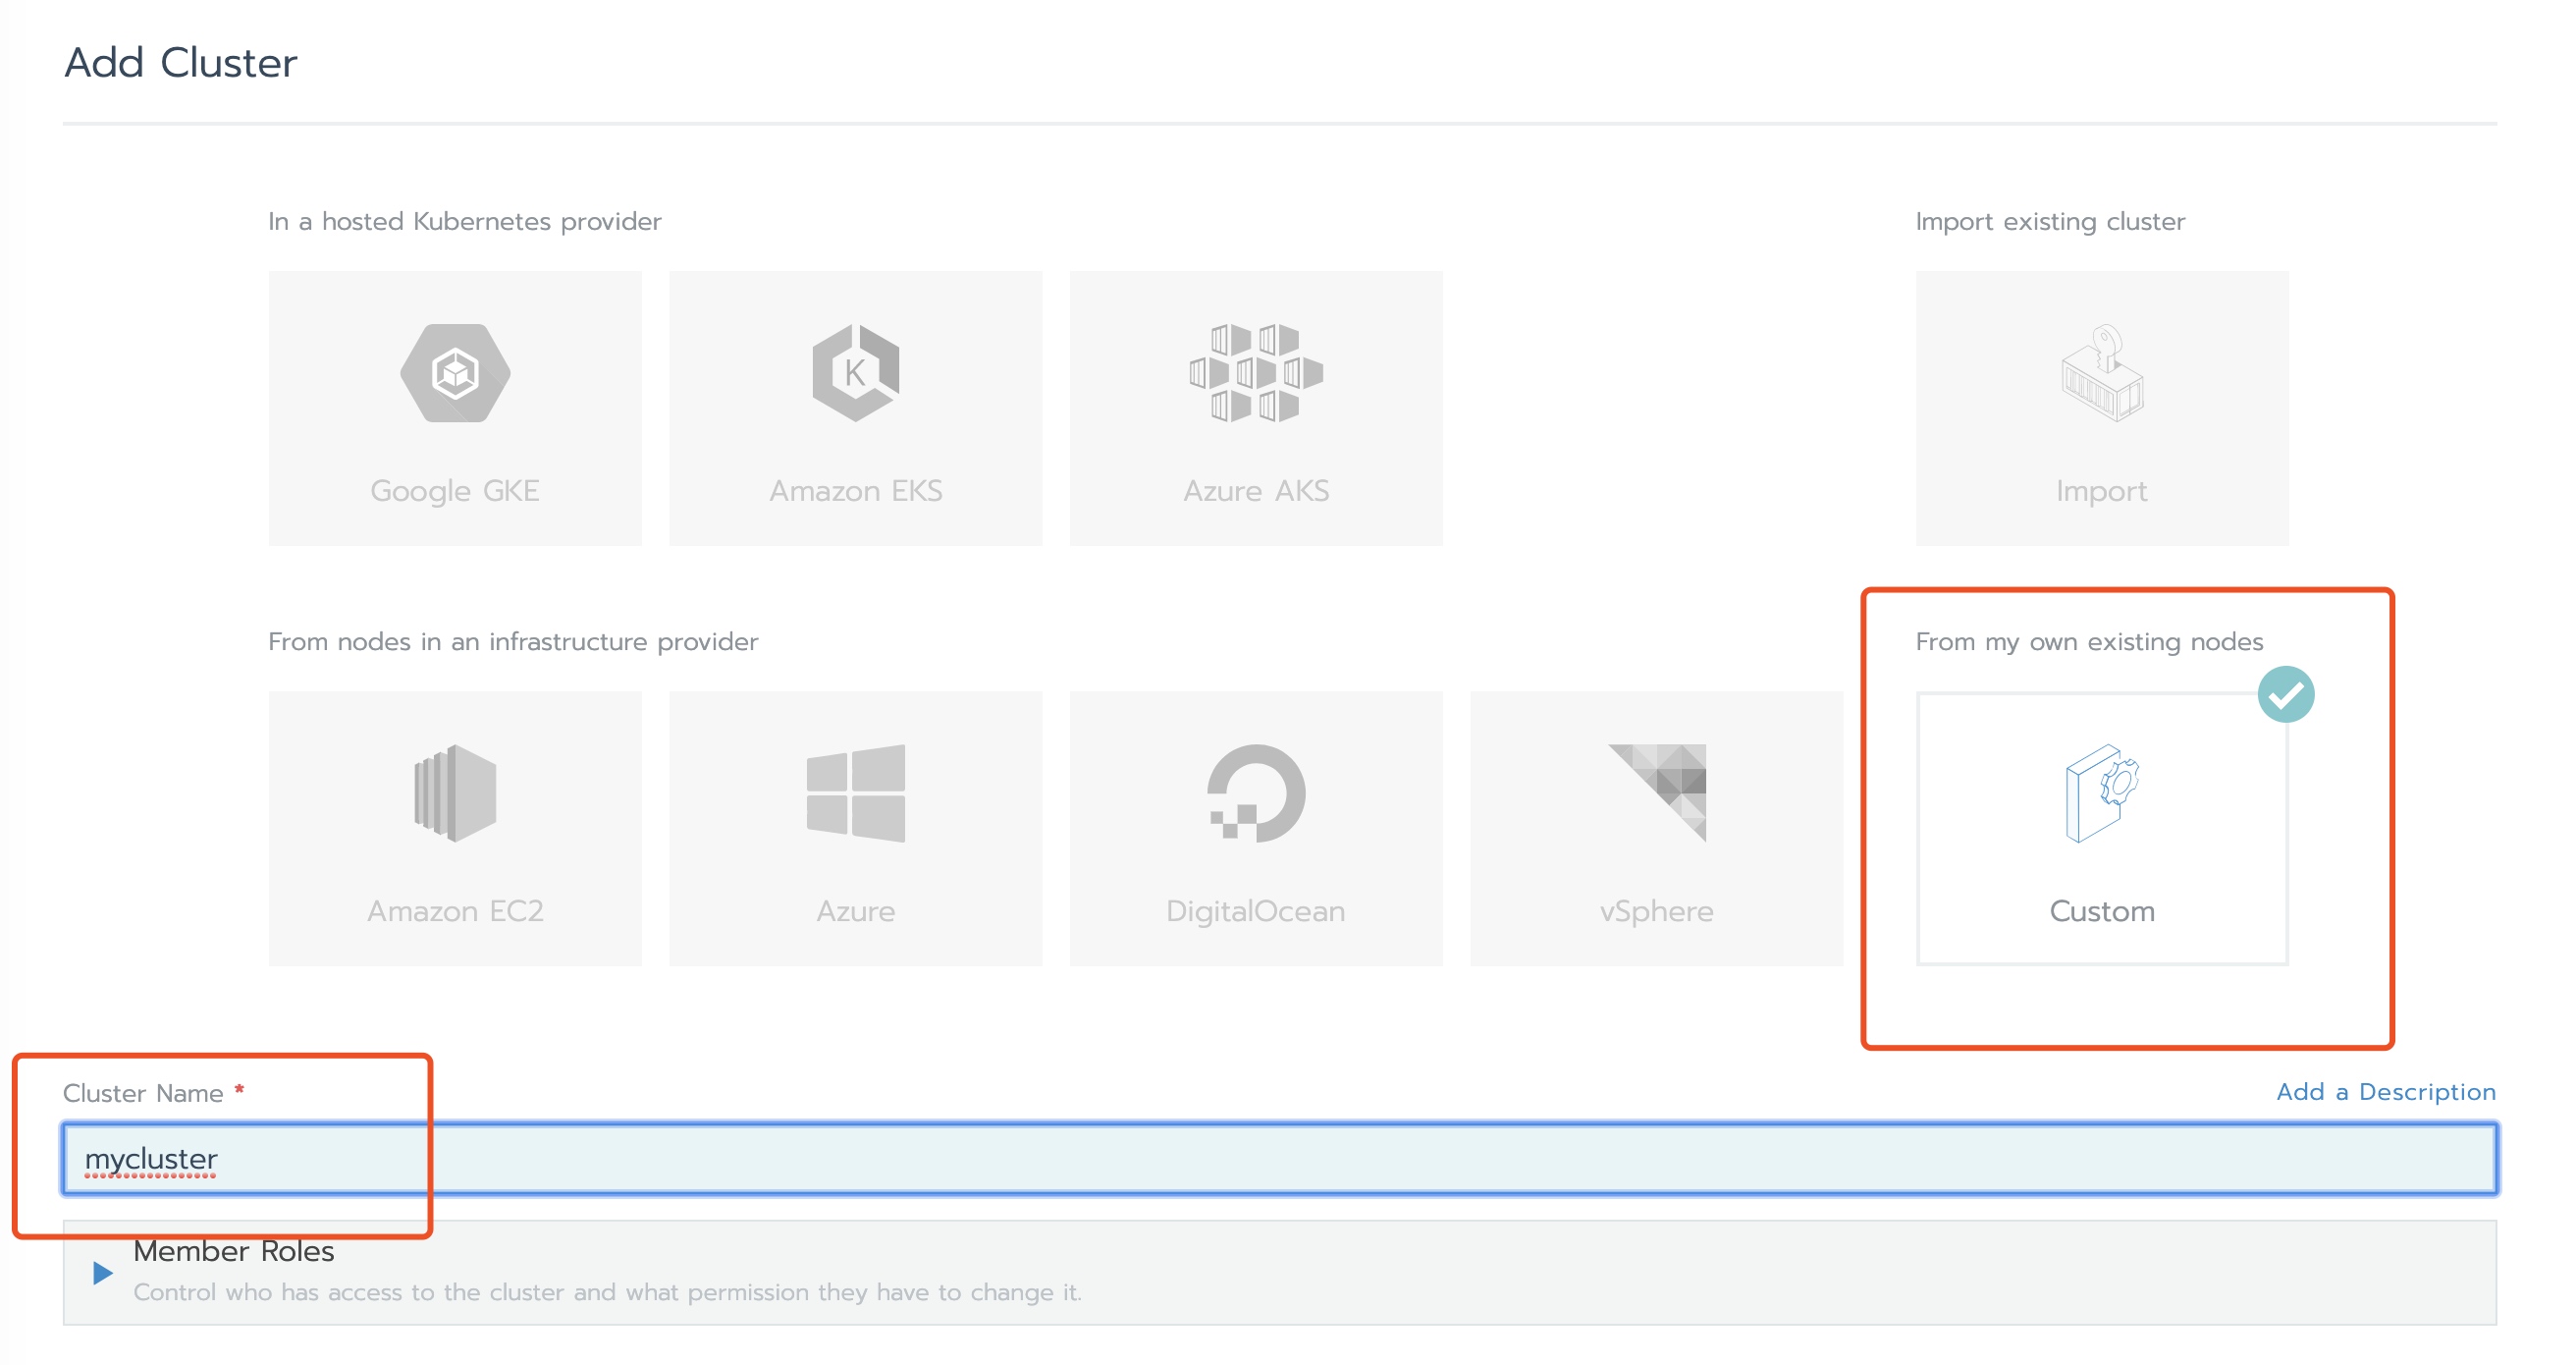 Add Cluster
In a hosted Kubernetes provider
Import existing cluster
K
Google GKE
Amazon EKS
Azure AKS
Import
From nodes in an infrastructure provider
From my own existing nodes
Amazon EC2
Azure
DigitalOcean
vSphere
Custom
Cluster Name *
Add a Description
mycluster
Member Roles
Control who has access to the cluster and what permission they have to change it.